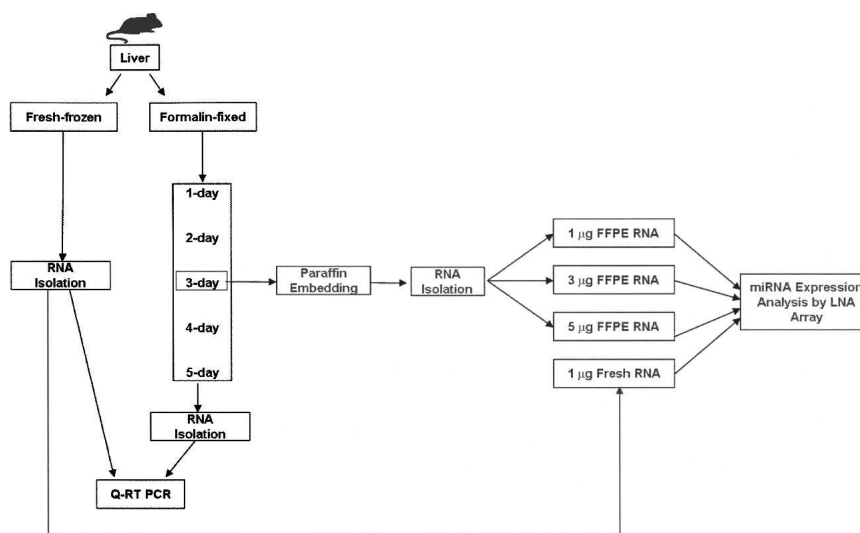 Liver
Fresh-frozen
Formalin-fixed
1-day
2-day
3-day
4-day
5-day
RNA
Isolation
RNA
Isolation
Q-RT PCR
Paraffin
Embedding
RNA
Isolation
1 μg FFPE RNA
3 μg FFPE RNA
5 μg FFPE RNA
1 μg Fresh RNA
miRNA Expression
Analysis by LNA
Array